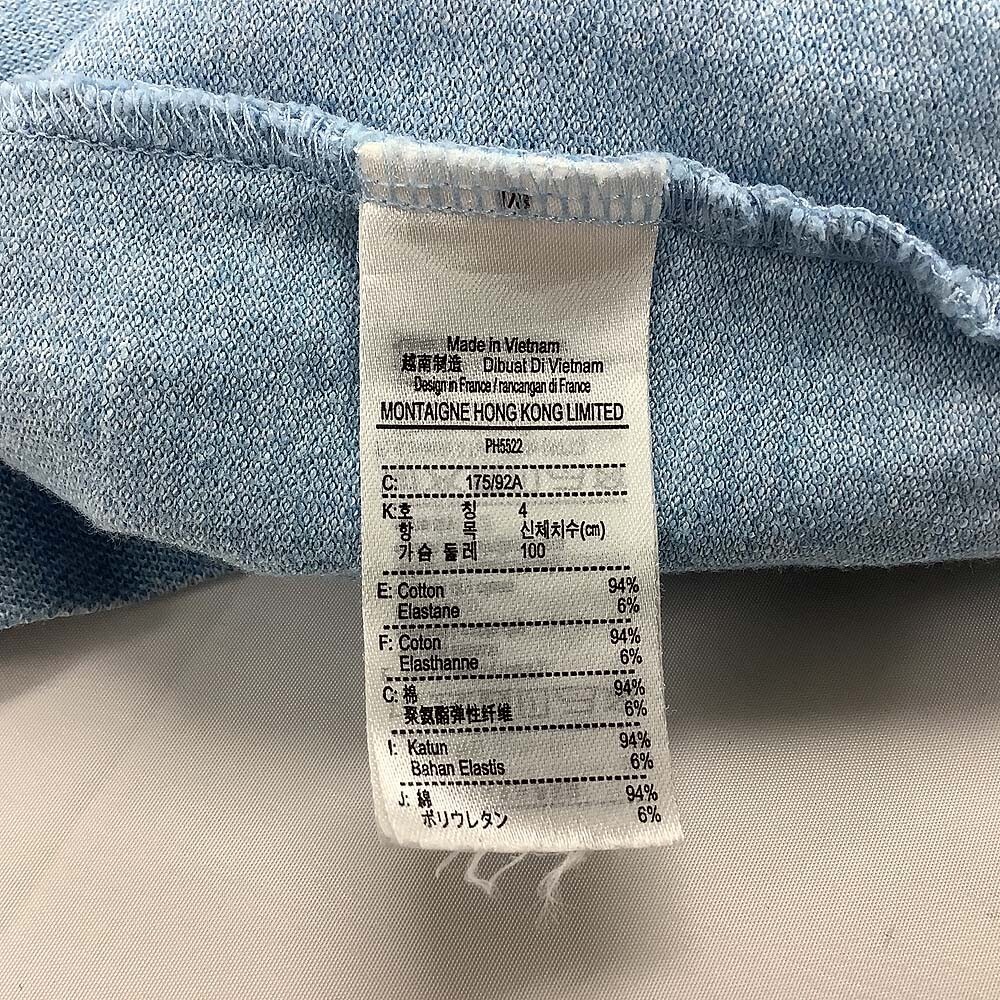 Made in Vietnam
越南制造 Dibuat Di Vietnam
Design in France / rancangan di France
MONTAIGNE HONG KONG LIMITED
PH5522
C: 175/92A
K: 호 칭 4
항 목 신체치수(cm)
가슴 둘레 100
E: Cotton 94%
Elastane 6%
F: Coton 94%
Elasthanne 6%
C: 棉 94%
聚氨酯弹性纤维 6%
I: Katun 94%
Bahan Elastis 6%
J: 綿 94%
ポリウレタン 6%